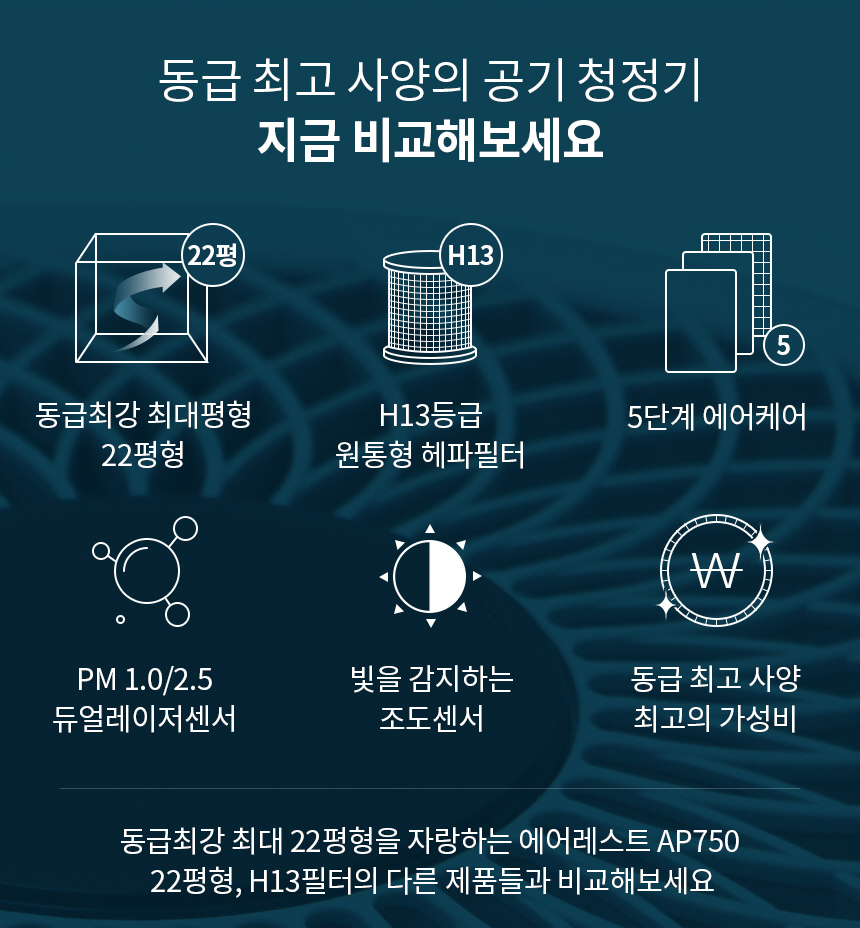 동급 최고 사양의 공기 청정기
지금 비교해보세요
22평
H13
5
동급최강 최대평형
22평형
H13등급
원통형 헤파필터
5단계 에어케어
₩
PM 1.0/2.5
듀얼레이저센서
빛을 감지하는
조도센서
동급 최고 사양
최고의 가성비
동급최강 최대 22평형을 자랑하는 에어레스트 AP750
22평형, H13필터의 다른 제품들과 비교해보세요